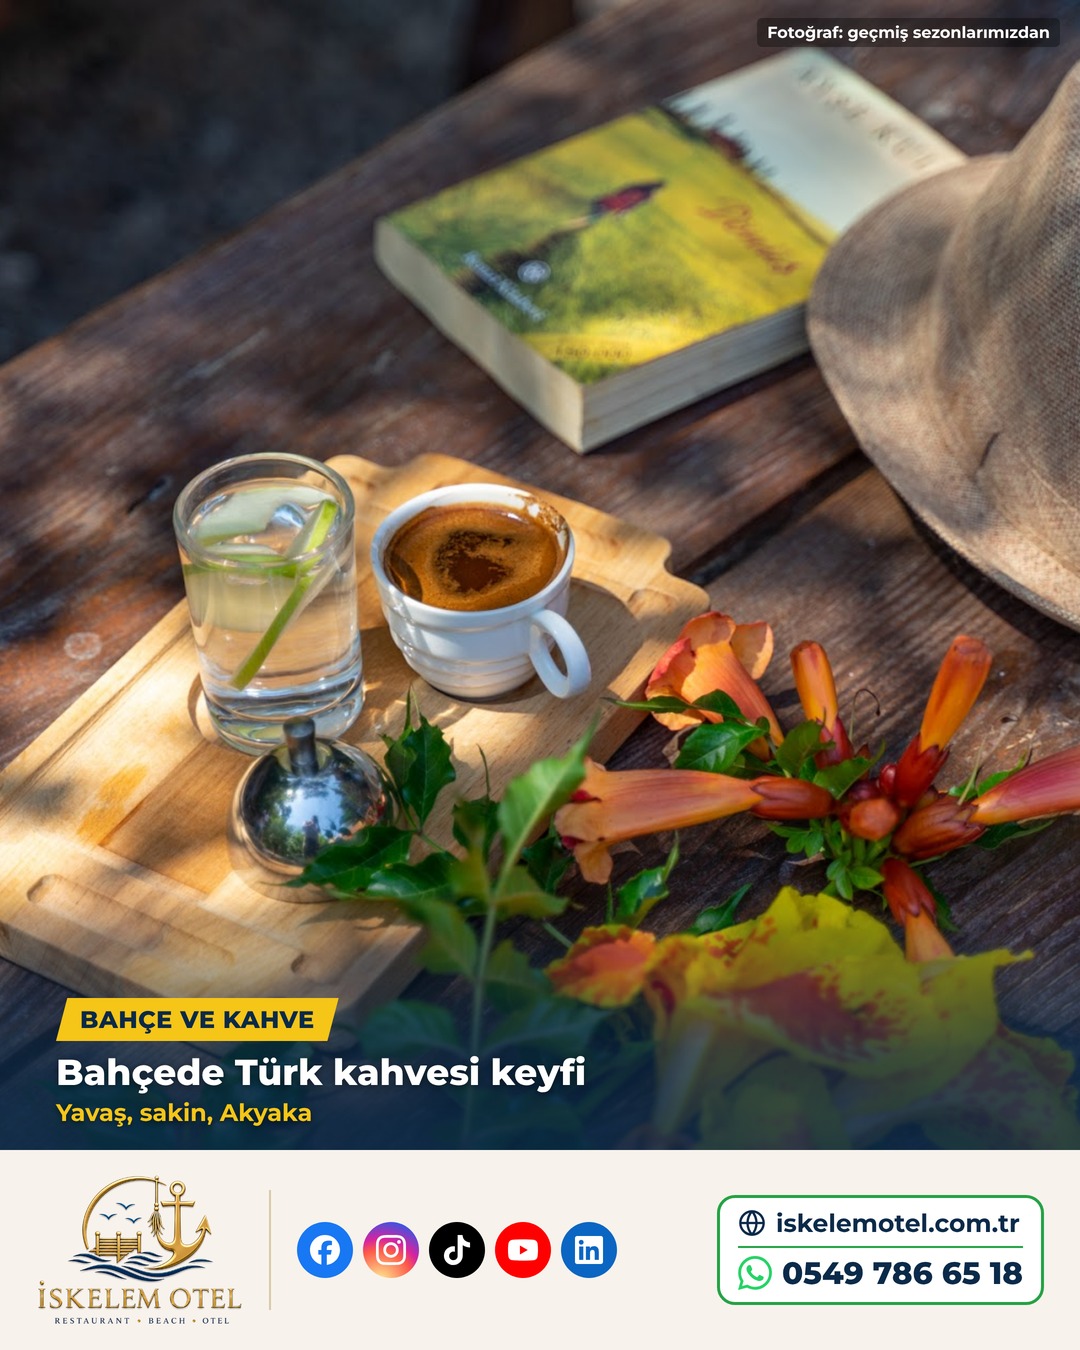 Fotoğraf: geçmiş sezonlarımızdan
Dönüş
BAHÇE VE KAHVE
Bahçede Türk kahvesi keyfi
Yavaş, sakin, Akyaka
İSKELEM OTEL
RESTAURANT • BEACH • OTEL
iskelemotel.com.tr
0549 786 65 18